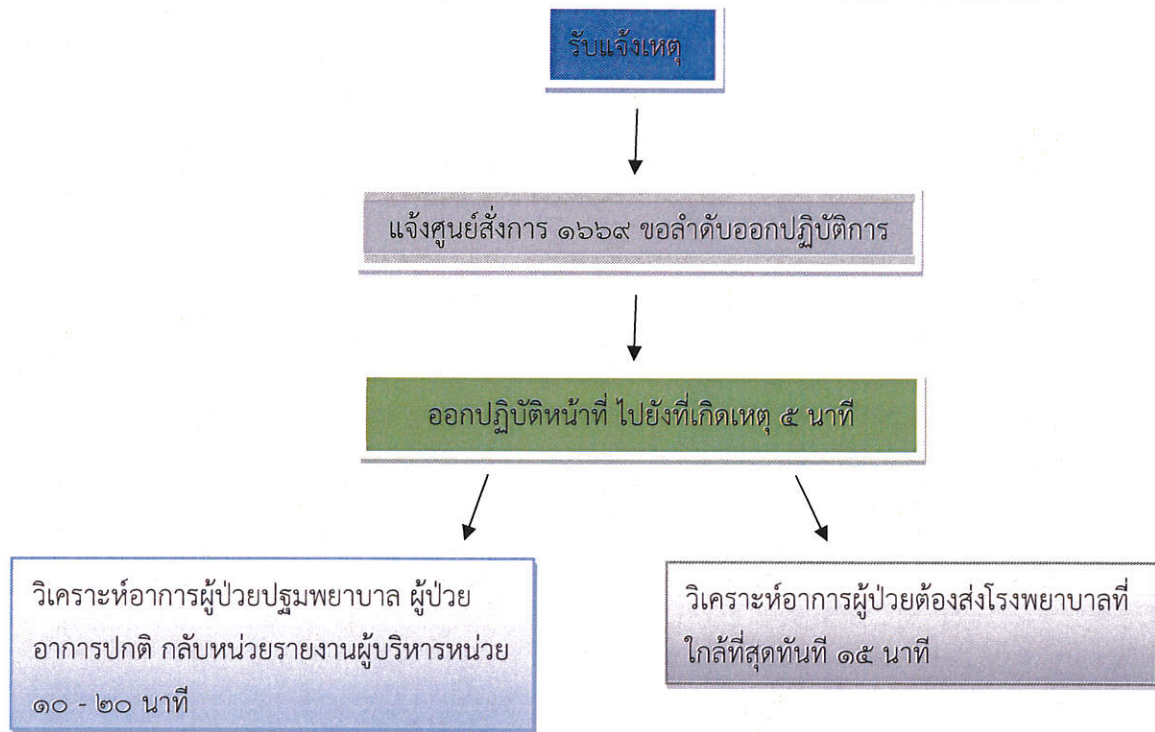 รับแจ้งเหตุ
แจ้งศูนย์สั่งการ ๑๖๖๙ ขอลำดับออกปฏิบัติการ
ออกปฏิบัติหน้าที่ ไปยังที่เกิดเหตุ ๕ นาที
วิเคราะห์อาการผู้ป่วยปฐมพยาบาล ผู้ป่วย
อาการปกติ กลับหน่วยรายงานผู้บริหารหน่วย
๑๐ - ๒๐ นาที
วิเคราะห์อาการผู้ป่วยต้องส่งโรงพยาบาลที่
ใกล้ที่สุดทันที ๑๕ นาที